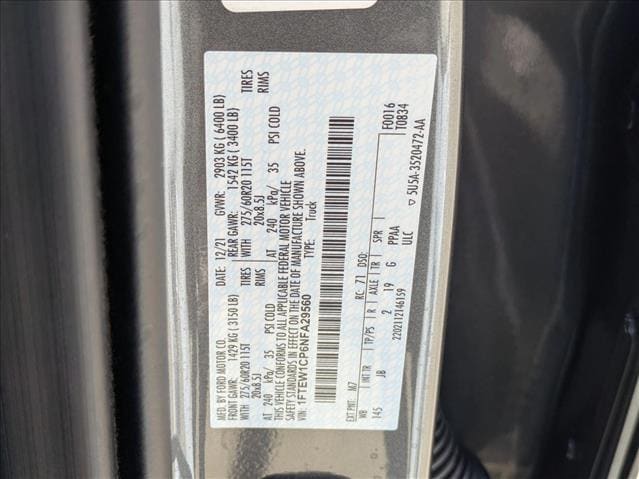 MFD. BY FORD MOTOR CO. DATE: 12/21 GVWR: 2903 KG ( 6400 LB)
FRONT GAWR: 1429 KG ( 3150 LB) REAR GAWR: 1542 KG ( 3400 LB)
WITH 275/60R20 115T TIRES WITH 275/60R20 115T TIRES
20x8.5J RIMS 20x8.5J RIMS
AT 240 kPa/ 35 PSI COLD AT 240 kPa/ 35 PSI COLD
THIS VEHICLE CONFORMS TO ALL APPLICABLE FEDERAL MOTOR VEHICLE
SAFETY STANDARDS IN EFFECT ON THE DATE OF MANUFACTURE SHOWN ABOVE.
VIN: 1FTEW1CP6NFA29560 TYPE: Truck
F0016
T0B34
EXT PNT: M7 RC: 71 DSO:
WB INT TR TP/PS R AXLE TR SPR
145 JB 2 19 G PPAA
2202112146159 ULC
5U5A-3520472-AA